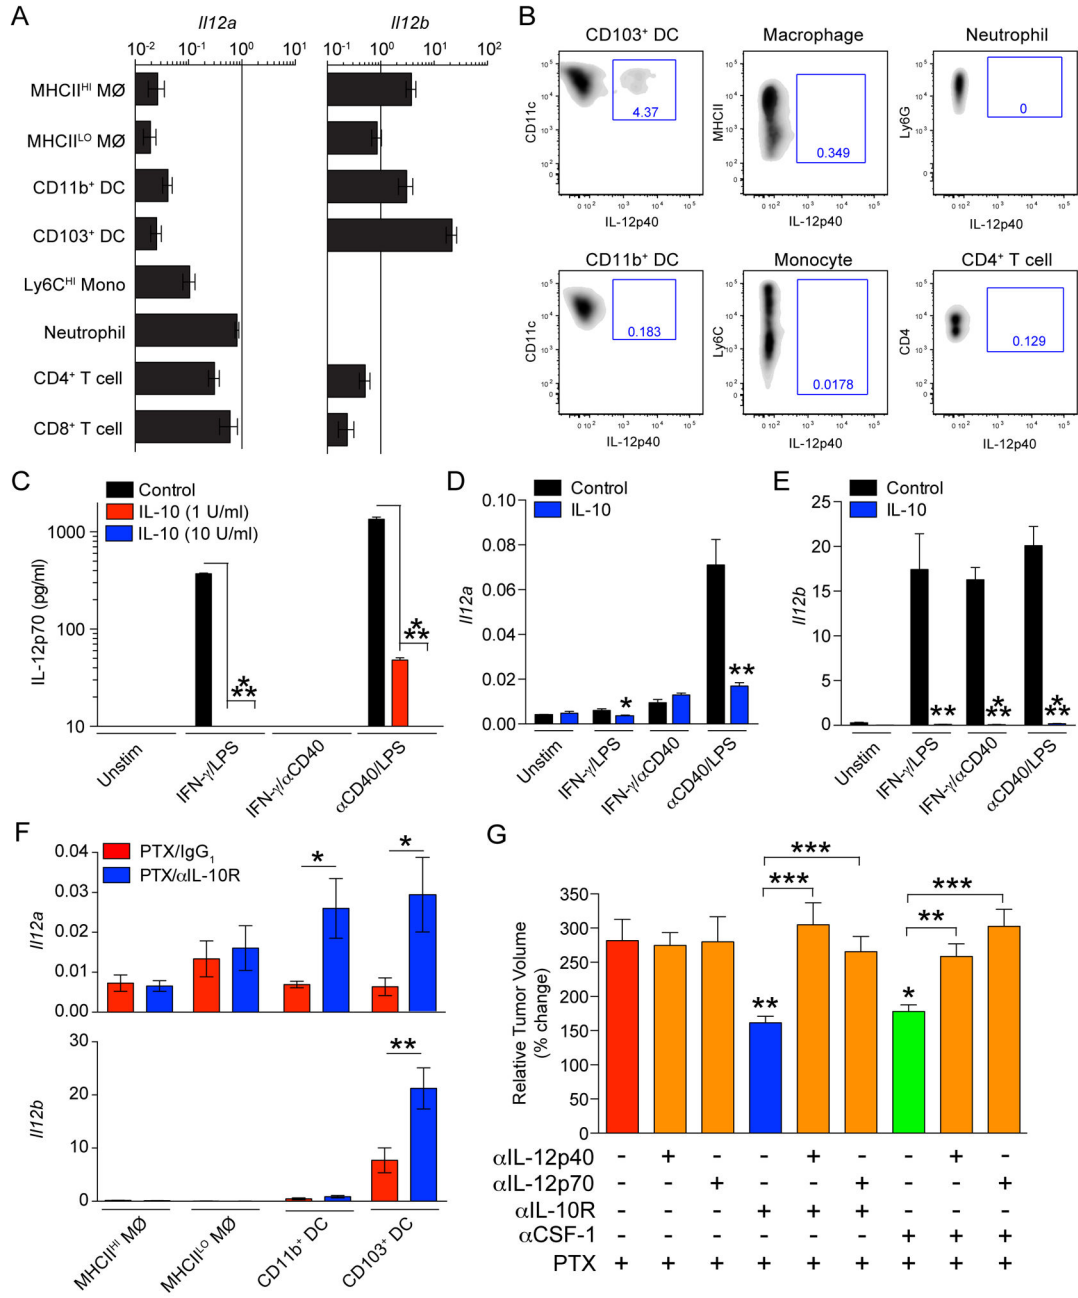 A
Il12a
Il12b
10-2 10-1 100 101
10-1 100 101 102
MHCIIHI MØ
MHCIILO MØ
CD11b+ DC
CD103+ DC
Ly6CHI Mono
Neutrophil
CD4+ T cell
CD8+ T cell
B
CD103+ DC
Macrophage
Neutrophil
CD11c
MHCII
Ly6G
4.37
0.349
0
IL-12p40
IL-12p40
IL-12p40
CD11b+ DC
Monocyte
CD4+ T cell
CD11c
Ly6C
CD4
0.183
0.0178
0.129
IL-12p40
IL-12p40
IL-12p40
C
Control
IL-10 (1 U/ml)
IL-10 (10 U/ml)
IL-12p70 (pg/ml)
1000
100
10
***
***
Unstim
IFN-γ/LPS
IFN-γ/αCD40
αCD40/LPS
D
Control
IL-10
Il12a
0.10
0.08
0.06
0.04
0.02
0.00
*
**
Unstim
IFN-γ/LPS
IFN-γ/αCD40
αCD40/LPS
E
Control
IL-10
Il12b
25
20
15
10
5
0
**
***
***
Unstim
IFN-γ/LPS
IFN-γ/αCD40
αCD40/LPS
F
PTX/IgG1
PTX/αIL-10R
Il12a
0.04
0.03
0.02
0.01
0.00
*
*
Il12b
30
20
10
0
**
MHCIIHI MØ
MHCIILO MØ
CD11b+ DC
CD103+ DC
G
Relative Tumor Volume
(% change)
350
300
250
200
150
100
50
0
***
***
**
***
**
*
αIL-12p40 - + - - + - - + -
αIL-12p70 - - + - - + - - +
αIL-10R - - - + + + - - -
αCSF-1 - - - - - - + + +
PTX + + + + + + + + +